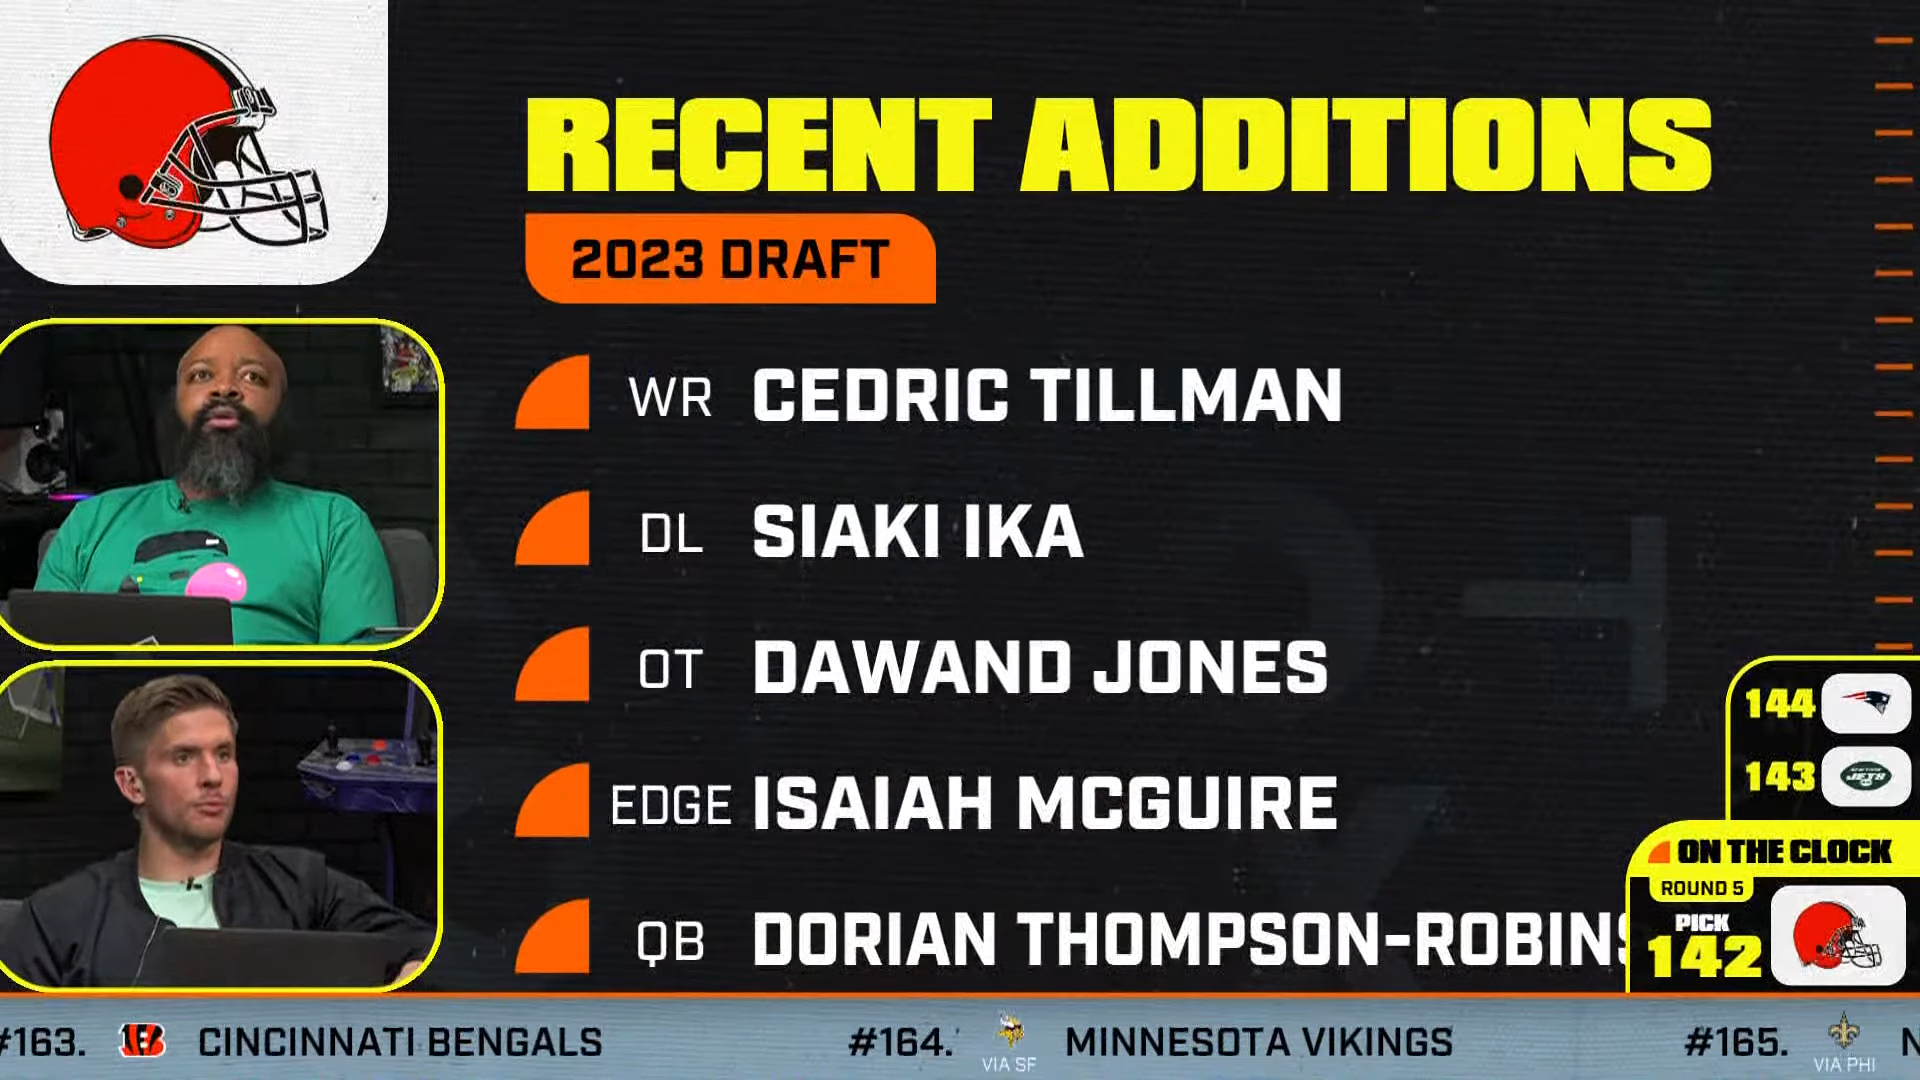 RECENT ADDITIONS
2023 DRAFT
WR CEDRIC TILLMAN
DL SIAKI IKA
OT DAWAND JONES
EDGE ISAIAH MCGUIRE
QB DORIAN THOMPSON-ROBINS
144
143
JETS
ON THE CLOCK
ROUND 5
PICK
142
#163. CINCINNATI BENGALS #164. VIA SF MINNESOTA VIKINGS #165. VIA PHI N